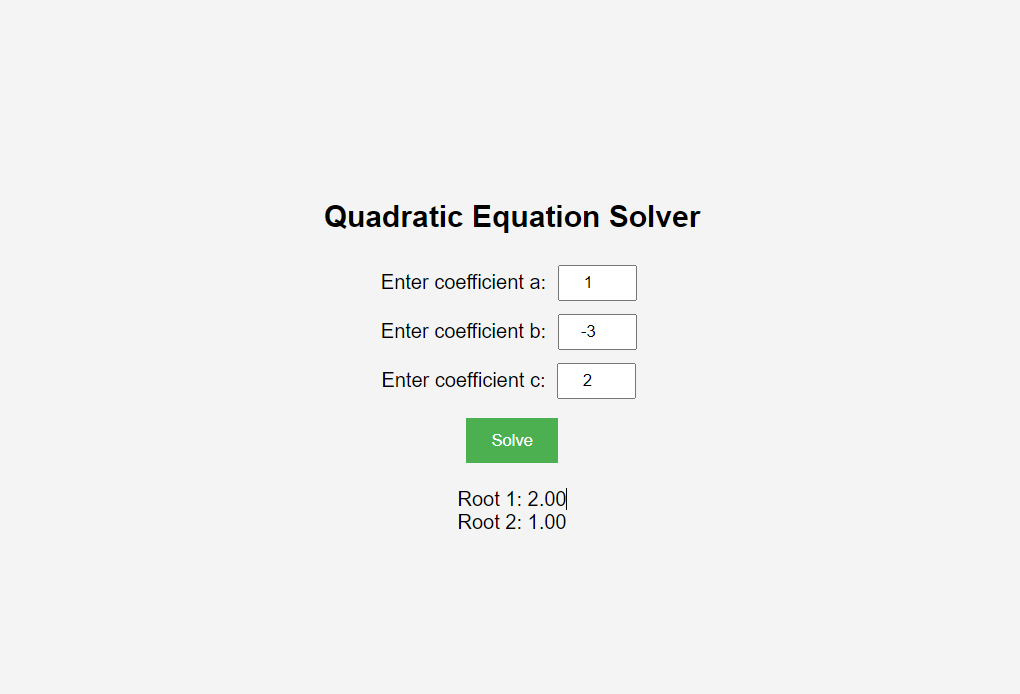 Quadratic Equation Solver
Enter coefficient a: 1
Enter coefficient b: -3
Enter coefficient c: 2
Solve
Root 1: 2.00
Root 2: 1.00